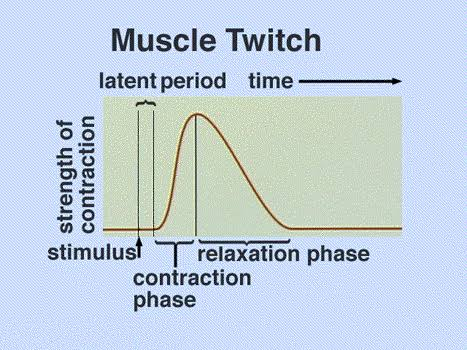 Muscle Twitch
latent period time
strength of
contraction
stimulus
relaxation phase
contraction
phase